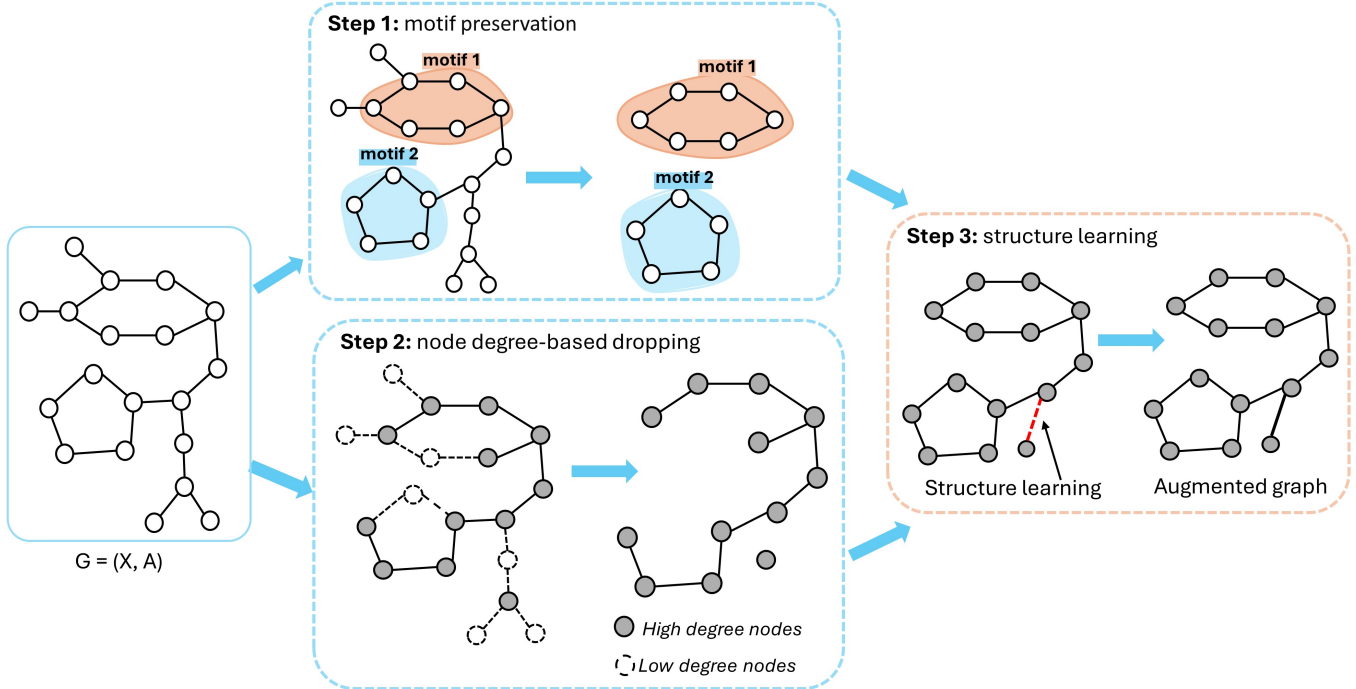 Step 1: motif preservation
motif 1
motif 2
motif 1
motif 2
G = (X, A)
Step 2: node degree-based dropping
High degree nodes
Low degree nodes
Step 3: structure learning
Structure learning
Augmented graph